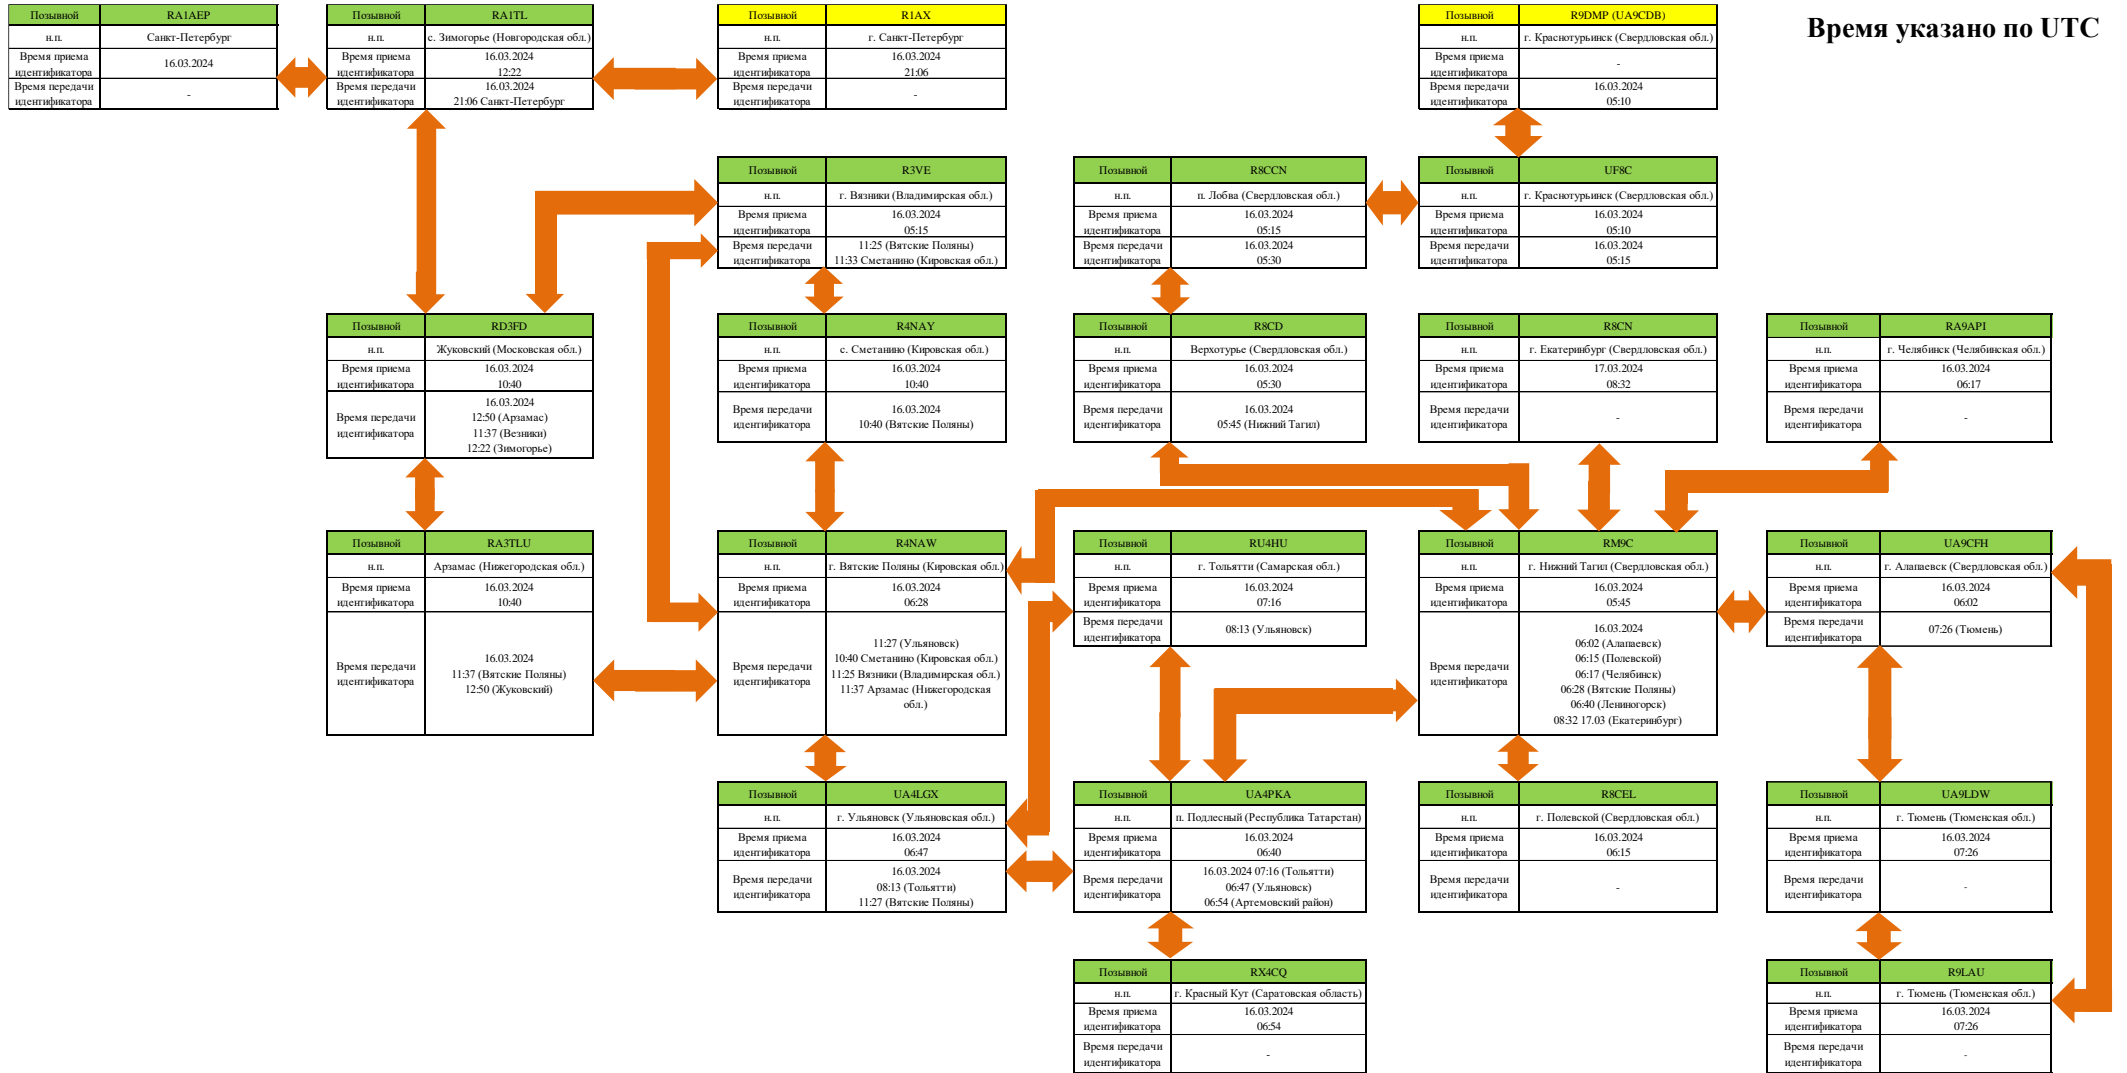 Время указано по UTC
Позывной RA1AEP
н.п. Санкт-Петербург
Время приема
идентификатора
16.03.2024
Время передачи
идентификатора
-
Позывной RA1TL
н.п. с. Зимогорье (Новгородская обл.)
Время приема
идентификатора
16.03.2024
12:22
Время передачи
идентификатора
16.03.2024
21:06 Санкт-Петербург
Позывной R1AX
н.п. г. Санкт-Петербург
Время приема
идентификатора
16.03.2024
21:06
Время передачи
идентификатора
-
Позывной R9DMP (UA9CDB)
н.п. г. Краснотурьинск (Свердловская обл.)
Время приема
идентификатора
-
Время передачи
идентификатора
16.03.2024
05:10
Позывной R3VE
н.п. г. Вязники (Владимирская обл.)
Время приема
идентификатора
16.03.2024
05:15
Время передачи
идентификатора
11:25 (Вятские Поляны)
11:33 Сметанино (Кировская обл.)
Позывной R8CCN
н.п. п. Лобва (Свердловская обл.)
Время приема
идентификатора
16.03.2024
05:15
Время передачи
идентификатора
16.03.2024
05:30
Позывной UF8C
н.п. г. Краснотурьинск (Свердловская обл.)
Время приема
идентификатора
16.03.2024
05:10
Время передачи
идентификатора
16.03.2024
05:15
Позывной RD3FD
н.п. Жуковский (Московская обл.)
Время приема
идентификатора
16.03.2024
10:40
Время передачи
идентификатора
16.03.2024
12:50 (Арзамас)
11:37 (Везники)
12:22 (Зимогорье)
Позывной R4NAY
н.п. с. Сметанино (Кировская обл.)
Время приема
идентификатора
16.03.2024
10:40
Время передачи
идентификатора
16.03.2024
10:40 (Вятские Поляны)
Позывной R8CD
н.п. Верхотурье (Свердловская обл.)
Время приема
идентификатора
16.03.2024
05:30
Время передачи
идентификатора
16.03.2024
05:45 (Нижний Тагил)
Позывной R8CN
н.п. г. Екатеринбург (Свердловская обл.)
Время приема
идентификатора
17.03.2024
08:32
Время передачи
идентификатора
-
Позывной RA9API
н.п. г. Челябинск (Челябинская обл.)
Время приема
идентификатора
16.03.2024
06:17
Время передачи
идентификатора
-
Позывной RA3TLU
н.п. Арзамас (Нижегородская обл.)
Время приема
идентификатора
16.03.2024
10:40
Время передачи
идентификатора
16.03.2024
11:37 (Вятские Поляны)
12:50 (Жуковский)
Позывной R4NAW
н.п. г. Вятские Поляны (Кировская обл.)
Время приема
идентификатора
16.03.2024
06:28
Время передачи
идентификатора
11:27 (Ульяновск)
10:40 Сметанино (Кировская обл.)
11:25 Вязники (Владимирская обл.)
11:37 Арзамас (Нижегородская
обл.)
Позывной RU4HU
н.п. г. Тольятти (Самарская обл.)
Время приема
идентификатора
16.03.2024
07:16
Время передачи
идентификатора
08:13 (Ульяновск)
Позывной RM9C
н.п. г. Нижний Тагил (Свердловская обл.)
Время приема
идентификатора
16.03.2024
05:45
Время передачи
идентификатора
16.03.2024
06:02 (Алапаевск)
06:15 (Полевской)
06:17 (Челябинск)
06:28 (Вятские Поляны)
06:40 (Лениногорск)
08:32 17.03 (Екатеринбург)
Позывной UA9CFH
н.п. г. Алапаевск (Свердловская обл.)
Время приема
идентификатора
16.03.2024
06:02
Время передачи
идентификатора
07:26 (Тюмень)
Позывной UA4LGX
н.п. г. Ульяновск (Ульяновская обл.)
Время приема
идентификатора
16.03.2024
06:47
Время передачи
идентификатора
16.03.2024
08:13 (Тольятти)
11:27 (Вятские Поляны)
Позывной UA4PKA
н.п. п. Подлесный (Республика Татарстан)
Время приема
идентификатора
16.03.2024
06:40
Время передачи
идентификатора
16.03.2024 07:16 (Тольятти)
06:47 (Ульяновск)
06:54 (Артемовский район)
Позывной R8CEL
н.п. г. Полевской (Свердловская обл.)
Время приема
идентификатора
16.03.2024
06:15
Время передачи
идентификатора
-
Позывной UA9LDW
н.п. г. Тюмень (Тюменская обл.)
Время приема
идентификатора
16.03.2024
07:26
Время передачи
идентификатора
-
Позывной RX4CQ
н.п. г. Красный Кут (Саратовская область)
Время приема
идентификатора
16.03.2024
06:54
Время передачи
идентификатора
-
Позывной R9LAU
н.п. г. Тюмень (Тюменская обл.)
Время приема
идентификатора
16.03.2024
07:26
Время передачи
идентификатора
-